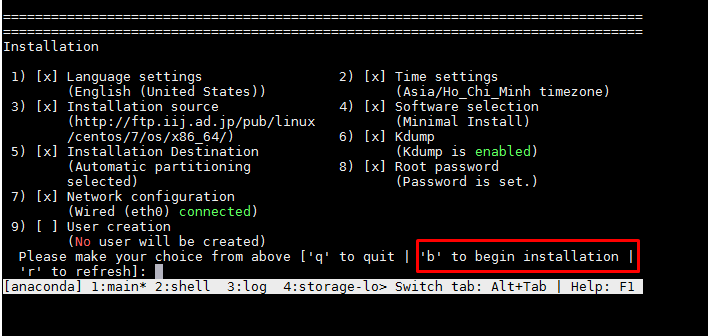 ================================================================================
================================================================================
Installation
1) [x] Language settings 2) [x] Time settings
(English (United States)) (Asia/Ho_Chi_Minh timezone)
3) [x] Installation source 4) [x] Software selection
(http://ftp.iij.ad.jp/pub/linux (Minimal Install)
/centos/7/os/x86_64/) 6) [x] Kdump
5) [x] Installation Destination (Kdump is enabled)
(Automatic partitioning 8) [x] Root password
selected) (Password is set.)
7) [x] Network configuration
(Wired (eth0) connected)
9) [ ] User creation
(No user will be created)
Please make your choice from above ['q' to quit | 'b' to begin installation |
'r' to refresh]:
[anaconda] 1:main* 2:shell  3:log  4:storage-lo> Switch tab: Alt+Tab | Help: F1